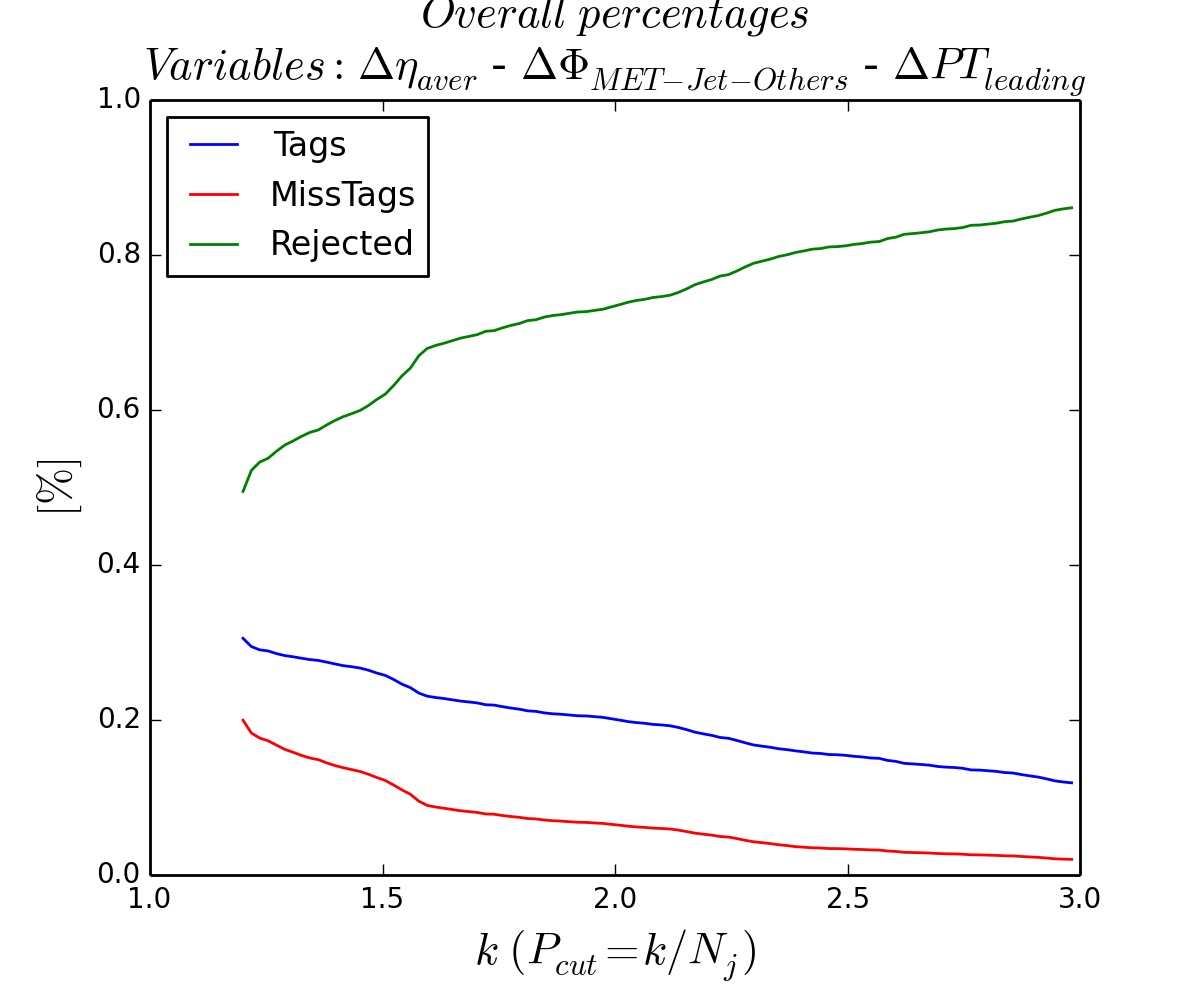 Overall percentages
Variables : Δη_aver - ΔΦ_MET−Jet−Others - ΔPT_leading
1.0
0.8
0.6
0.4
0.2
0.0
[%]
Tags
MissTags
Rejected
1.0 1.5 2.0 2.5 3.0
k (P_cut = k/N_j)